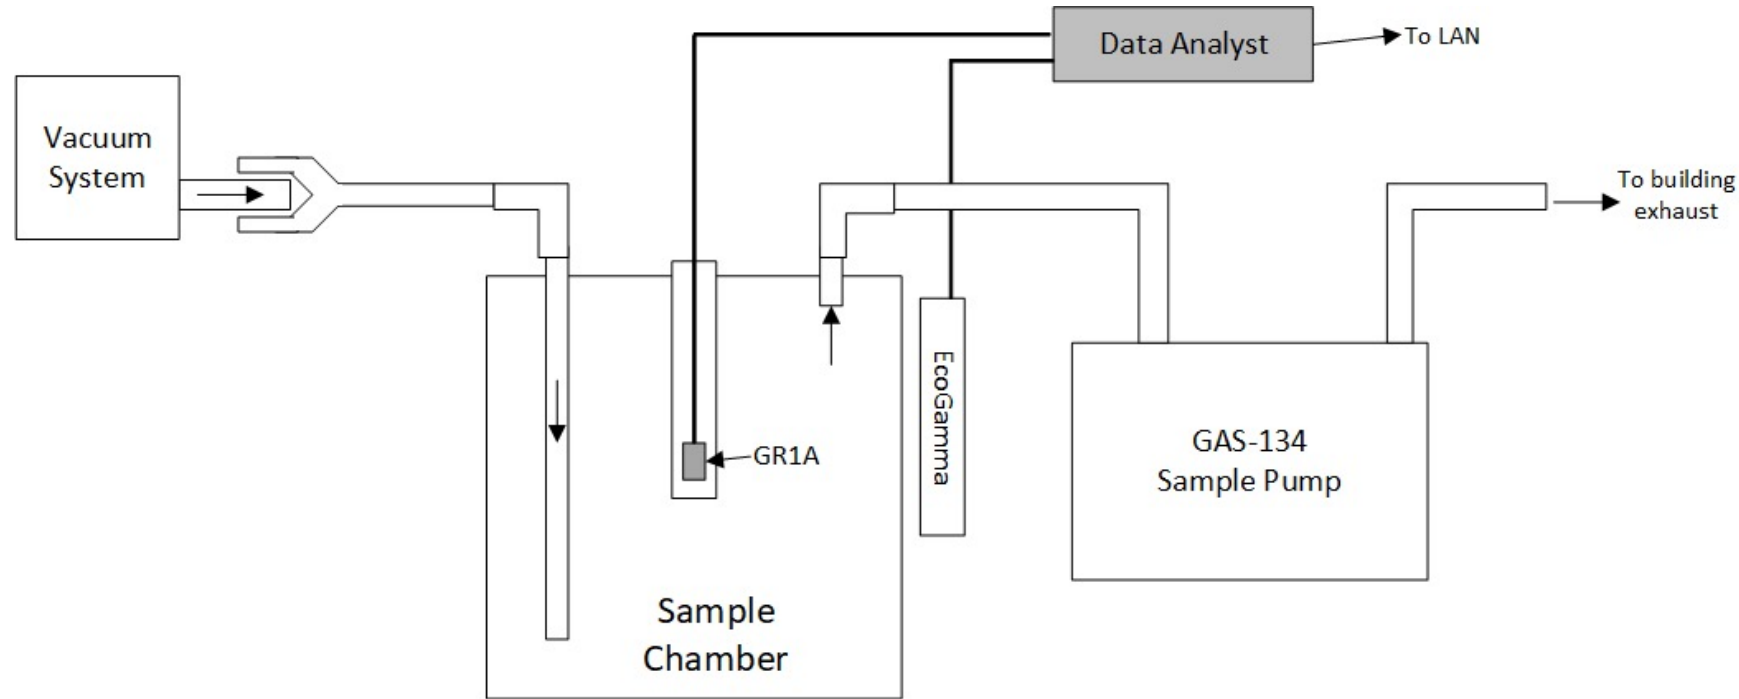 Data Analyst
To LAN
Vacuum
System
To building
exhaust
EcoGamma
GR1A
GAS-134
Sample Pump
Sample
Chamber